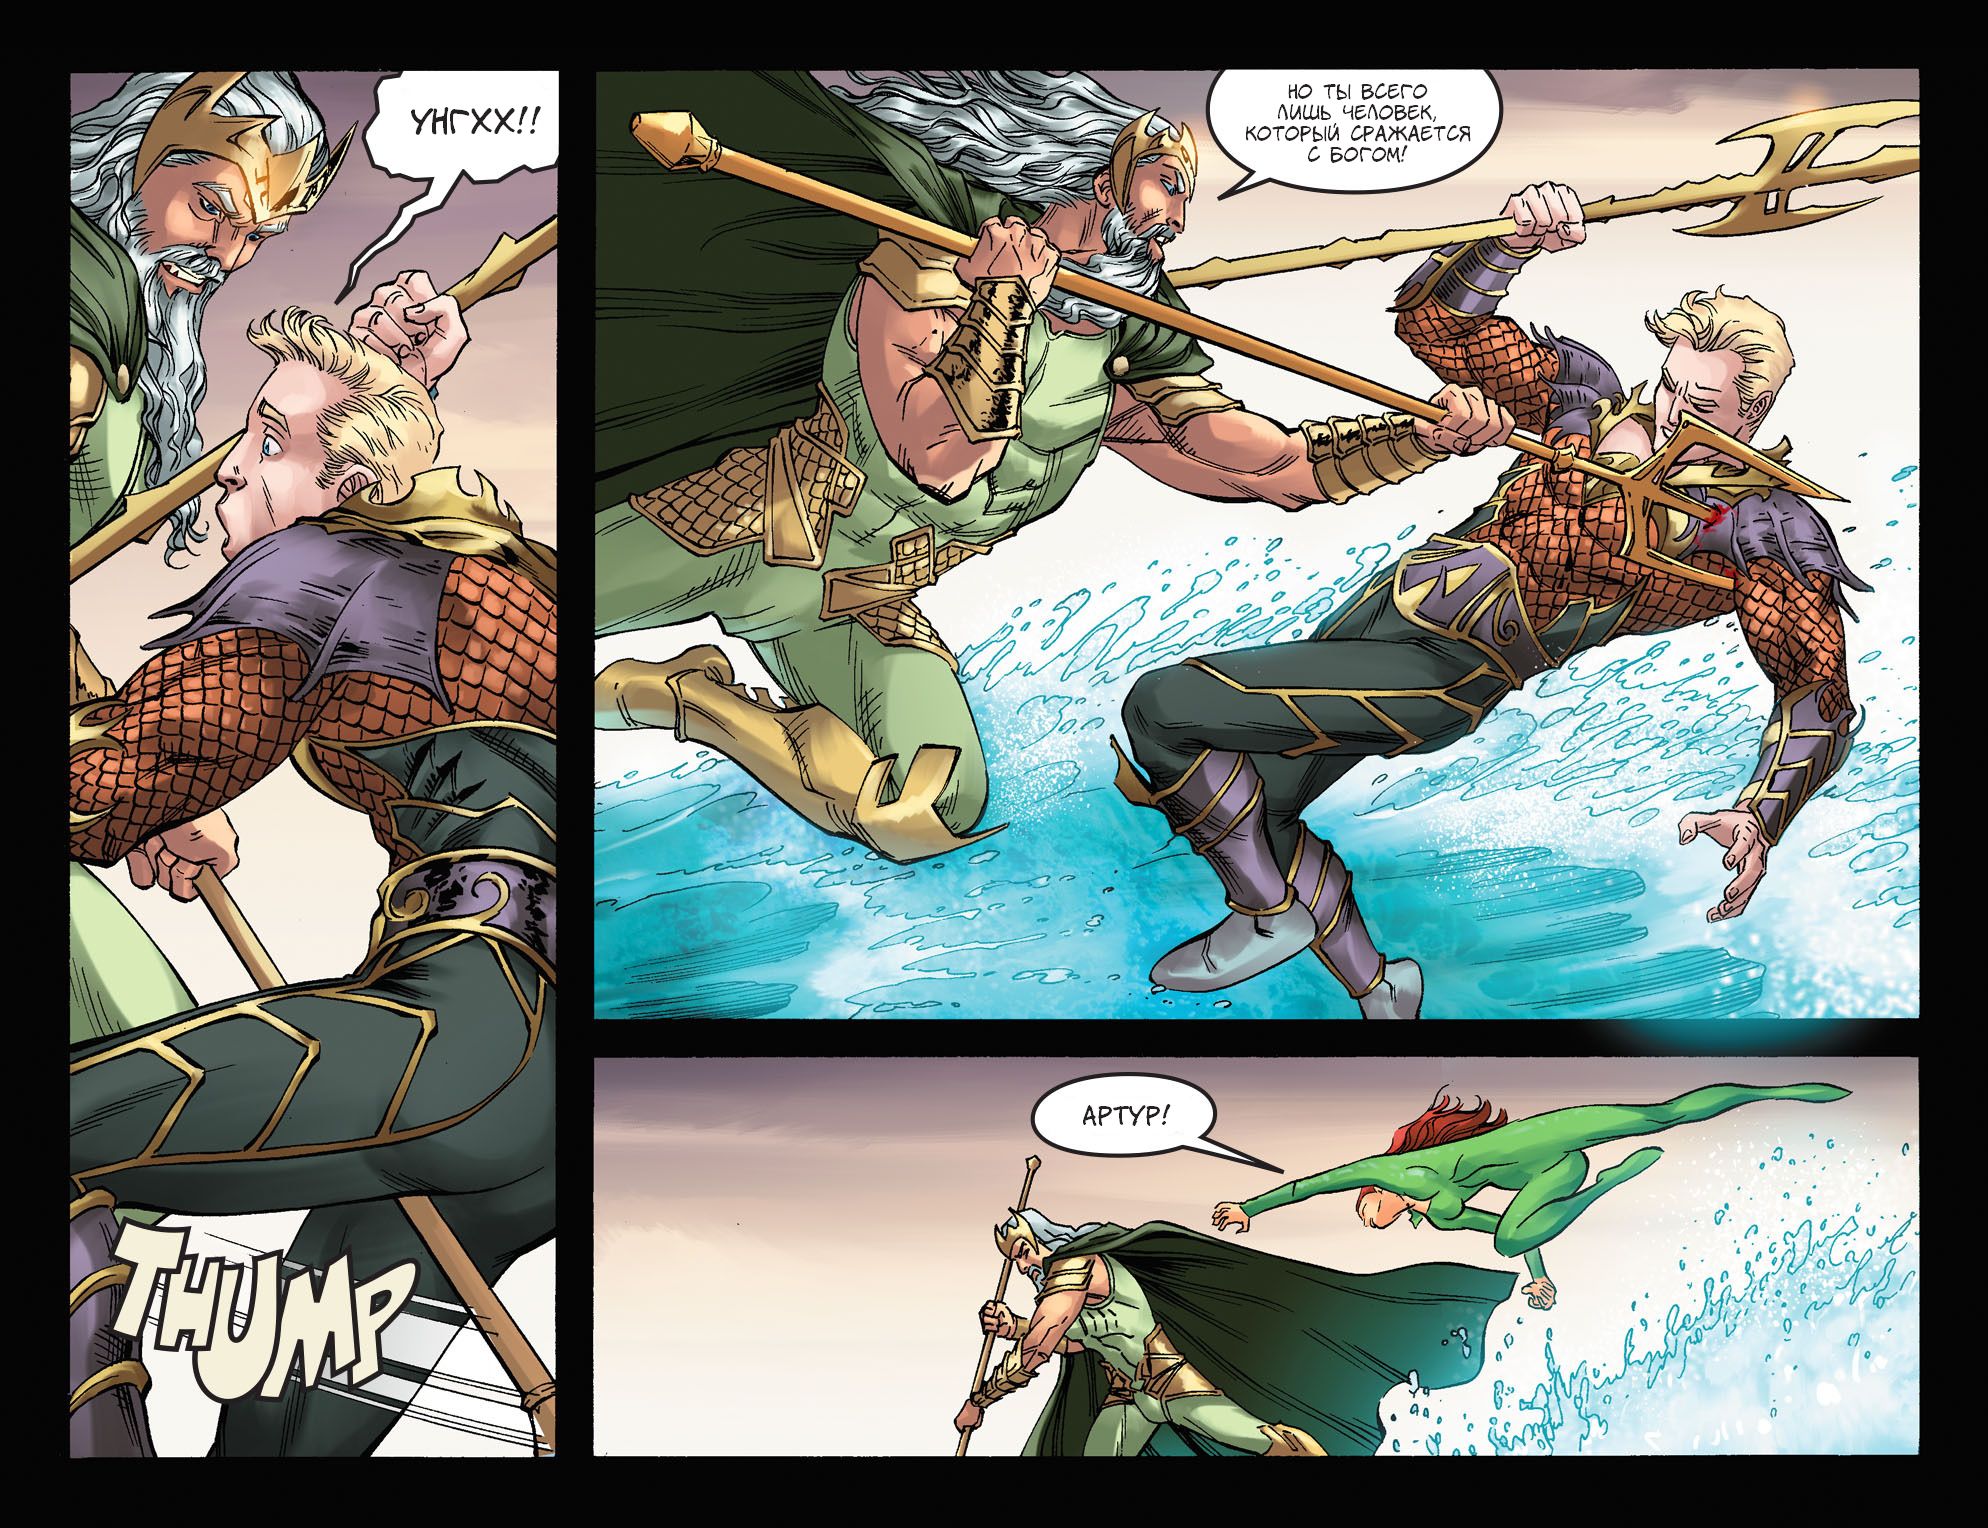 УНГХХ!!
THUMP
НО ТЫ ВСЕГО
ЛИШЬ ЧЕЛОВЕК,
КОТОРЫЙ СРАЖАЕТСЯ
С БОГОМ!
АРТУР!